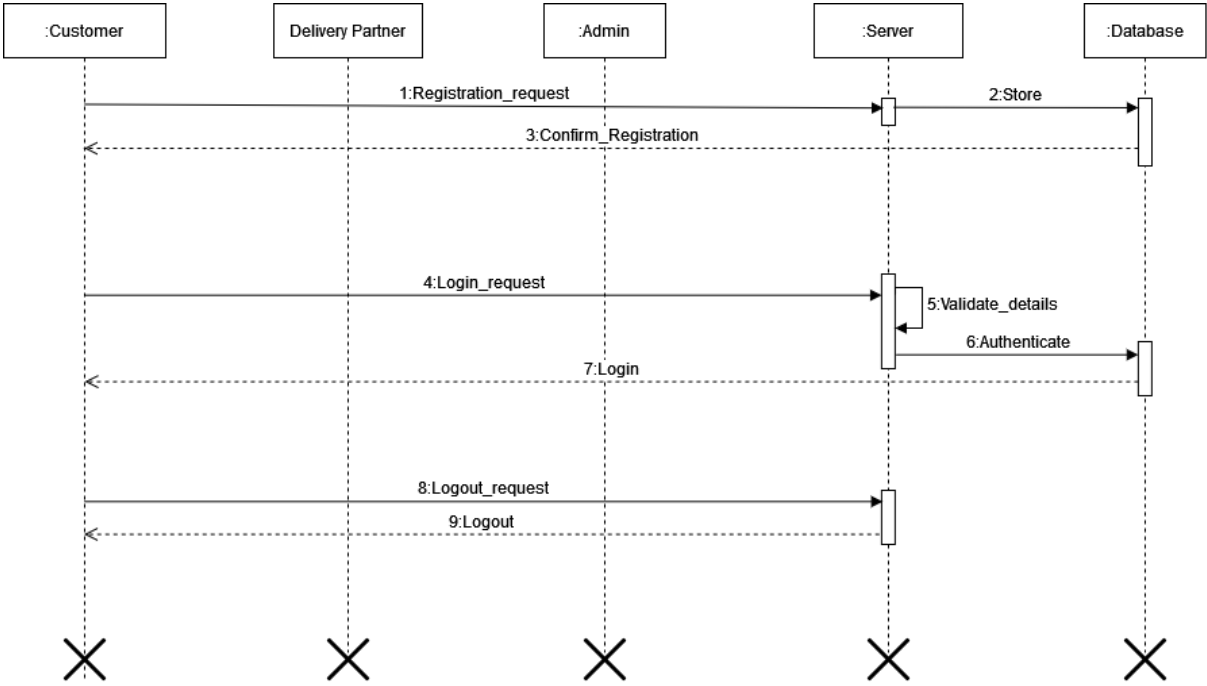 :Customer
Delivery Partner
:Admin
:Server
:Database
1:Registration_request
2:Store
3:Confirm_Registration
4:Login_request
5:Validate_details
6:Authenticate
7:Login
8:Logout_request
9:Logout